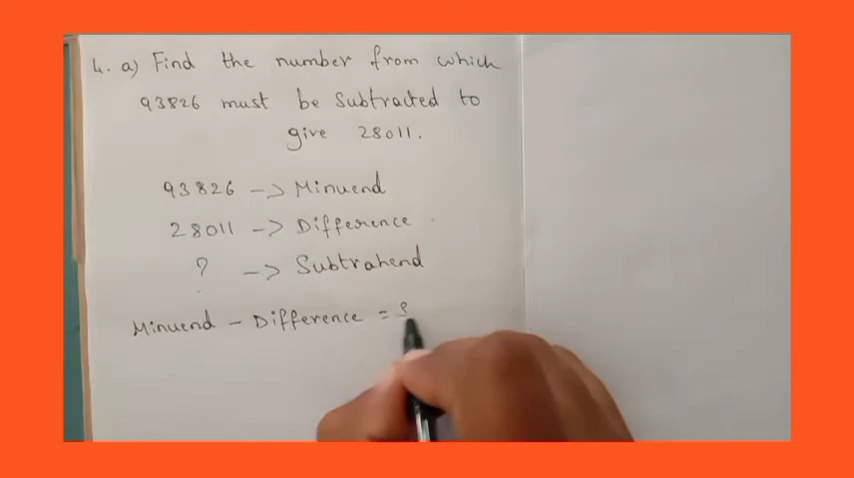 4. a) Find the number from which
93826 must be Subtracted to
give 28011.
93826 -> Minuend
28011 -> Difference
? -> Subtrahend
Minuend - Difference =